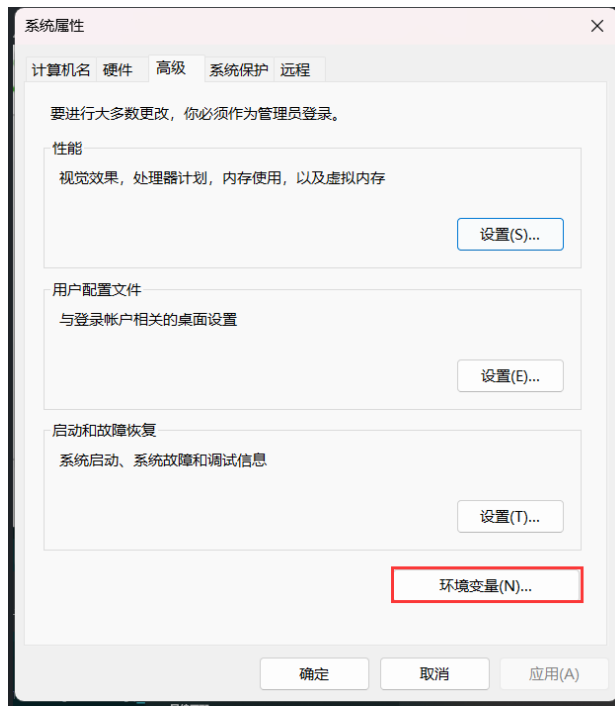 系统属性
计算机名 硬件 高级 系统保护 远程
要进行大多数更改，你必须作为管理员登录。
性能
视觉效果，处理器计划，内存使用，以及虚拟内存
设置(S)...
用户配置文件
与登录帐户相关的桌面设置
设置(E)...
启动和故障恢复
系统启动、系统故障和调试信息
设置(T)...
环境变量(N)...
确定 取消 应用(A)